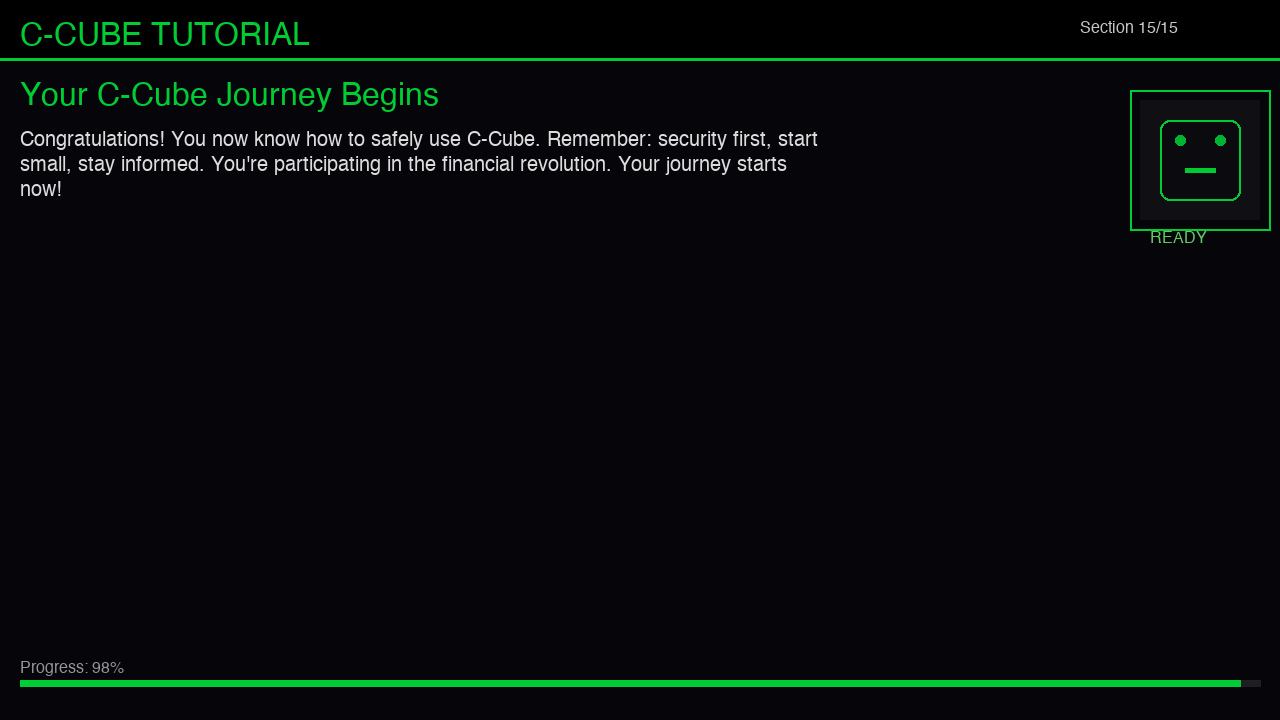 C-CUBE TUTORIAL
Section 15/15
Your C-Cube Journey Begins
Congratulations! You now know how to safely use C-Cube. Remember: security first, start
small, stay informed. You're participating in the financial revolution. Your journey starts
now!
READY
Progress: 98%